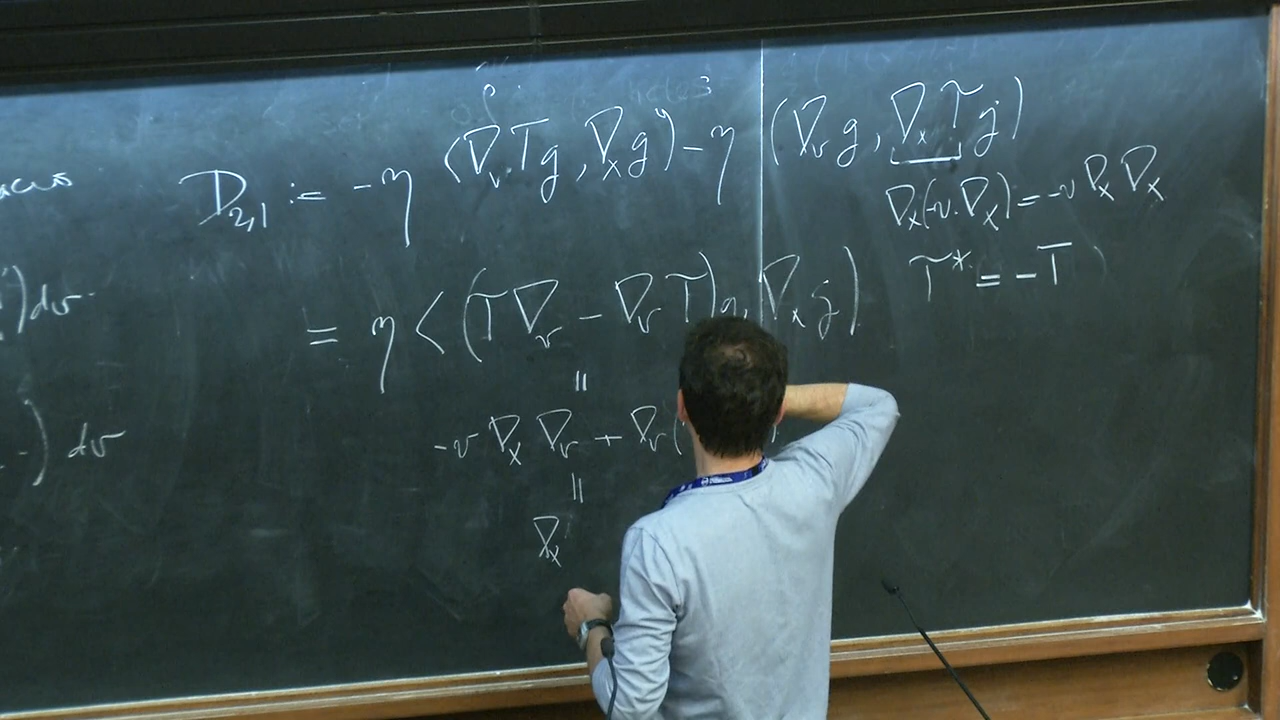 D_{2,1} := -η ⟨∇_v T g, ∇_x g⟩ - η (∇_v g, ∇_x T g)
∇_x(-v·∇_x) = -v ∇_x ∇_x
T* = -T
= η < (T∇_v - ∇_v T) g, ∇_x g )
) dv
||
-v ∇_x ∇_v + ∇_v (
) dv
||
∇_x